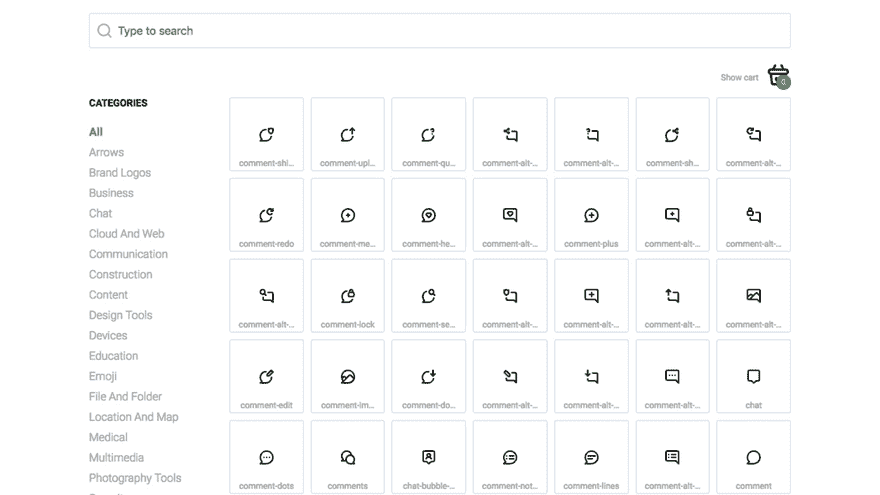 Type to search
Show cart
CATEGORIES
All
Arrows
Brand Logos
Business
Chat
Cloud And Web
Communication
Construction
Content
Design Tools
Devices
Education
Emoji
File And Folder
Location And Map
Medical
Multimedia
Photography Tools
comment-shi... comment-upl... comment-qu... comment-alt-... comment-alt-... comment-sh... comment-alt-...
comment-redo comment-me... comment-he... comment-alt-... comment-plus comment-alt-... comment-alt-...
comment-alt-... comment-lock comment-se... comment-alt-... comment-alt-... comment-alt-... comment-alt-...
comment-edit comment-im... comment-do... comment-alt-... comment-alt-... comment-alt-... chat
comment-dots comments chat-bubble-... comment-not... comment-lines comment-alt-... comment